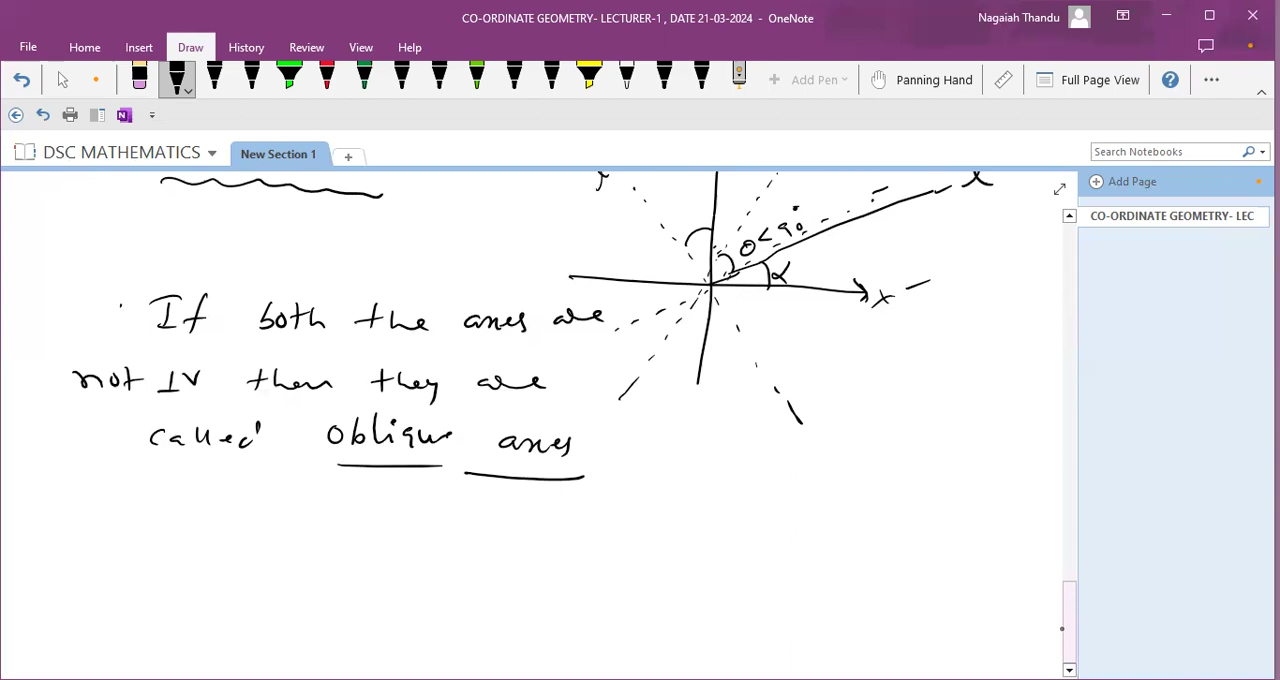 CO-ORDINATE GEOMETRY- LECTURER-1 , DATE 21-03-2024 - OneNote
Nagaiah Thandu
File Home Insert Draw History Review View Help
Add Pen
Panning Hand
Full Page View
DSC MATHEMATICS
New Section 1
Search Notebooks
Add Page
CO-ORDINATE GEOMETRY- LEC
θ < 90°
α
x
If both the axes are
not ⊥r then they are
called oblique axes